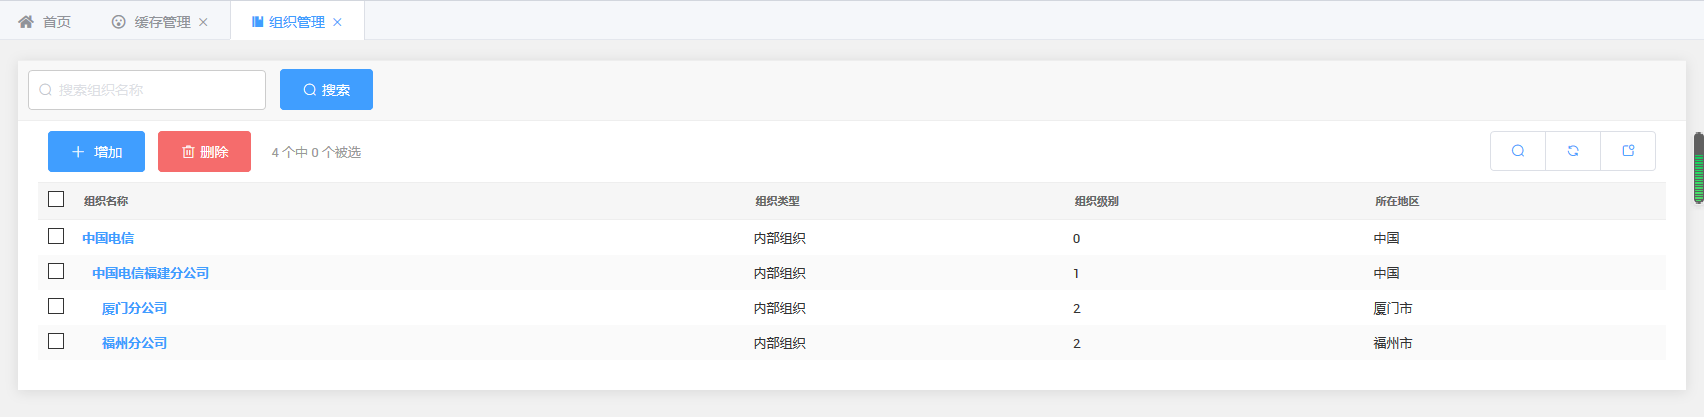 首页 缓存管理 组织管理
搜索组织名称 搜索
增加 删除 4 个中 0 个被选
组织名称 组织类型 组织级别 所在地区
中国电信 内部组织 0 中国
中国电信福建分公司 内部组织 1 中国
厦门分公司 内部组织 2 厦门市
福州分公司 内部组织 2 福州市